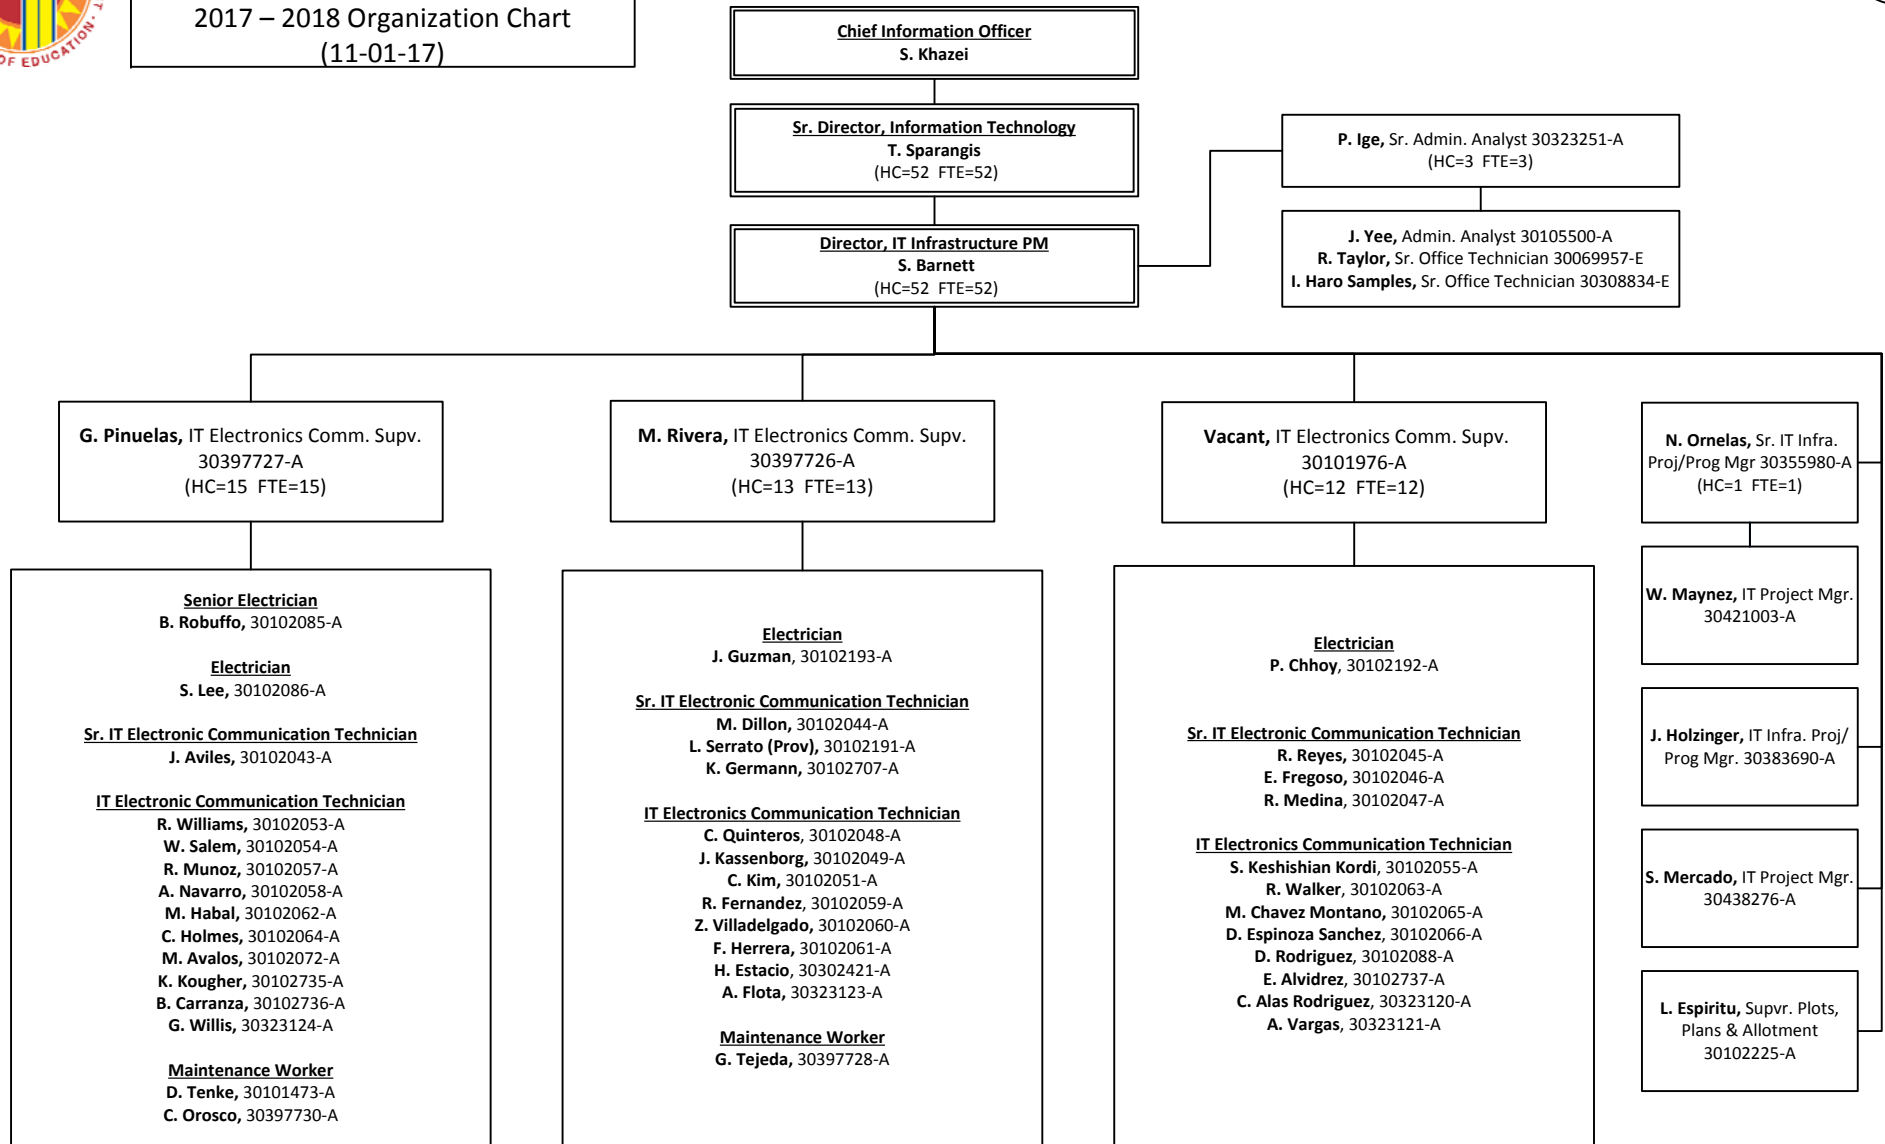 OF EDUCATION
2017 – 2018 Organization Chart
(11-01-17)
Chief Information Officer
S. Khazei
Sr. Director, Information Technology
T. Sparangis
(HC=52 FTE=52)
Director, IT Infrastructure PM
S. Barnett
(HC=52 FTE=52)
P. Ige, Sr. Admin. Analyst 30323251-A
(HC=3 FTE=3)
J. Yee, Admin. Analyst 30105500-A
R. Taylor, Sr. Office Technician 30069957-E
I. Haro Samples, Sr. Office Technician 30308834-E
G. Pinuelas, IT Electronics Comm. Supv.
30397727-A
(HC=15 FTE=15)
Senior Electrician
B. Robuffo, 30102085-A
Electrician
S. Lee, 30102086-A
Sr. IT Electronic Communication Technician
J. Aviles, 30102043-A
IT Electronic Communication Technician
R. Williams, 30102053-A
W. Salem, 30102054-A
R. Munoz, 30102057-A
A. Navarro, 30102058-A
M. Habal, 30102062-A
C. Holmes, 30102064-A
M. Avalos, 30102072-A
K. Kougher, 30102735-A
B. Carranza, 30102736-A
G. Willis, 30323124-A
Maintenance Worker
D. Tenke, 30101473-A
C. Orosco, 30397730-A
M. Rivera, IT Electronics Comm. Supv.
30397726-A
(HC=13 FTE=13)
Electrician
J. Guzman, 30102193-A
Sr. IT Electronic Communication Technician
M. Dillon, 30102044-A
L. Serrato (Prov), 30102191-A
K. Germann, 30102707-A
IT Electronics Communication Technician
C. Quinteros, 30102048-A
J. Kassenborg, 30102049-A
C. Kim, 30102051-A
R. Fernandez, 30102059-A
Z. Villadelgado, 30102060-A
F. Herrera, 30102061-A
H. Estacio, 30302421-A
A. Flota, 30323123-A
Maintenance Worker
G. Tejeda, 30397728-A
Vacant, IT Electronics Comm. Supv.
30101976-A
(HC=12 FTE=12)
Electrician
P. Chhoy, 30102192-A
Sr. IT Electronic Communication Technician
R. Reyes, 30102045-A
E. Fregoso, 30102046-A
R. Medina, 30102047-A
IT Electronics Communication Technician
S. Keshishian Kordi, 30102055-A
R. Walker, 30102063-A
M. Chavez Montano, 30102065-A
D. Espinoza Sanchez, 30102066-A
D. Rodriguez, 30102088-A
E. Alvidrez, 30102737-A
C. Alas Rodriguez, 30323120-A
A. Vargas, 30323121-A
N. Ornelas, Sr. IT Infra.
Proj/Prog Mgr 30355980-A
(HC=1 FTE=1)
W. Maynez, IT Project Mgr.
30421003-A
J. Holzinger, IT Infra. Proj/
Prog Mgr. 30383690-A
S. Mercado, IT Project Mgr.
30438276-A
L. Espiritu, Supvr. Plots,
Plans & Allotment
30102225-A